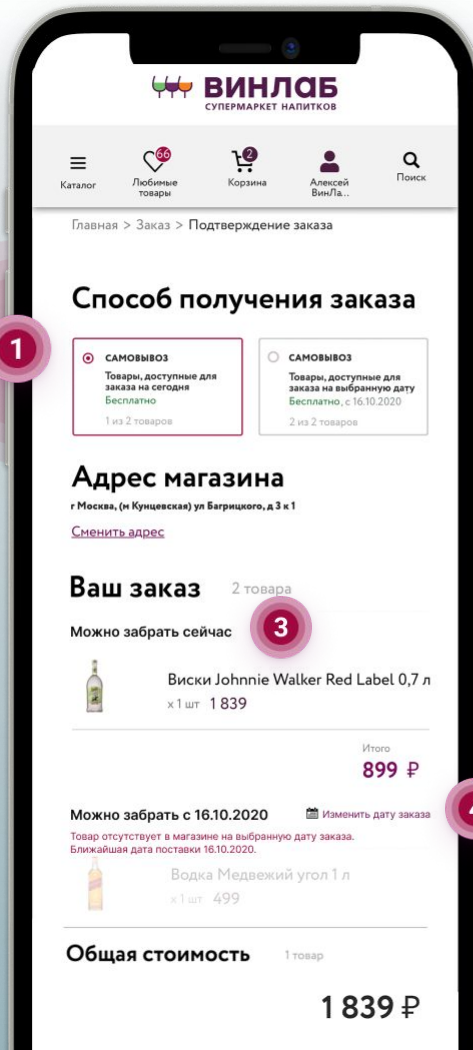 ВИНЛАБ
СУПЕРМАРКЕТ НАПИТКОВ
66
2
Каталог
Любимые
товары
Корзина
Алексей
ВинЛа...
Поиск
Главная > Заказ > Подтверждение заказа
Способ получения заказа
1
САМОВЫВОЗ
Товары, доступные для
заказа на сегодня
Бесплатно
1 из 2 товаров
САМОВЫВОЗ
Товары, доступные для
заказа на выбранную дату
Бесплатно, с 16.10.2020
2 из 2 товаров
Адрес магазина
г Москва, (м Кунцевская) ул Багрицкого, д 3 к 1
Сменить адрес
Ваш заказ 2 товара
Можно забрать сейчас
3
Виски Johnnie Walker Red Label 0,7 л
х 1 шт 1 839
Итого
899 ₽
Можно забрать с 16.10.2020 Изменить дату заказа
Товар отсутствует в магазине на выбранную дату заказа.
Ближайшая дата поставки 16.10.2020.
Водка Медвежий угол 1 л
х 1 шт 499
Общая стоимость 1 товар
1 839 ₽